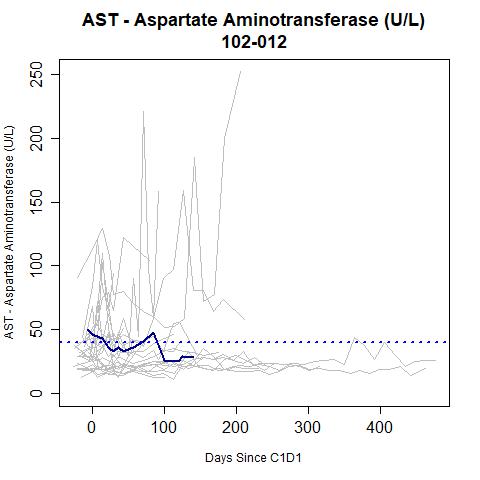 AST - Aspartate Aminotransferase (U/L)
102-012
AST - Aspartate Aminotransferase (U/L)
250
200
150
100
50
0
0 100 200 300 400
Days Since C1D1